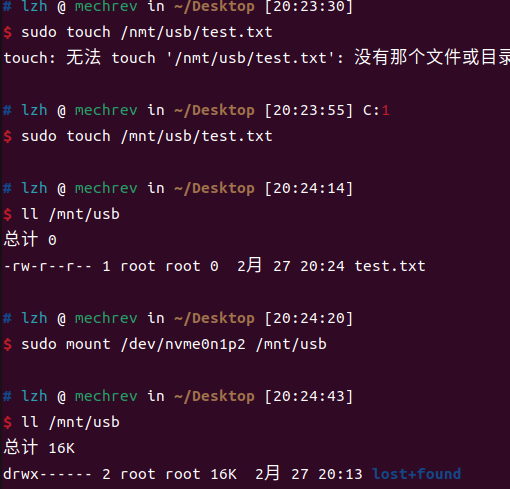 # lzh @ mechrev in ~/Desktop [20:23:30]
$ sudo touch /nmt/usb/test.txt
touch: 无法 touch '/nmt/usb/test.txt': 没有那个文件或目录
# lzh @ mechrev in ~/Desktop [20:23:55] C:1
$ sudo touch /mnt/usb/test.txt
# lzh @ mechrev in ~/Desktop [20:24:14]
$ ll /mnt/usb
总计 0
-rw-r--r-- 1 root root 0  2月 27 20:24 test.txt
# lzh @ mechrev in ~/Desktop [20:24:20]
$ sudo mount /dev/nvme0n1p2 /mnt/usb
# lzh @ mechrev in ~/Desktop [20:24:43]
$ ll /mnt/usb
总计 16K
drwx------ 2 root root 16K  2月 27 20:13 lost+found